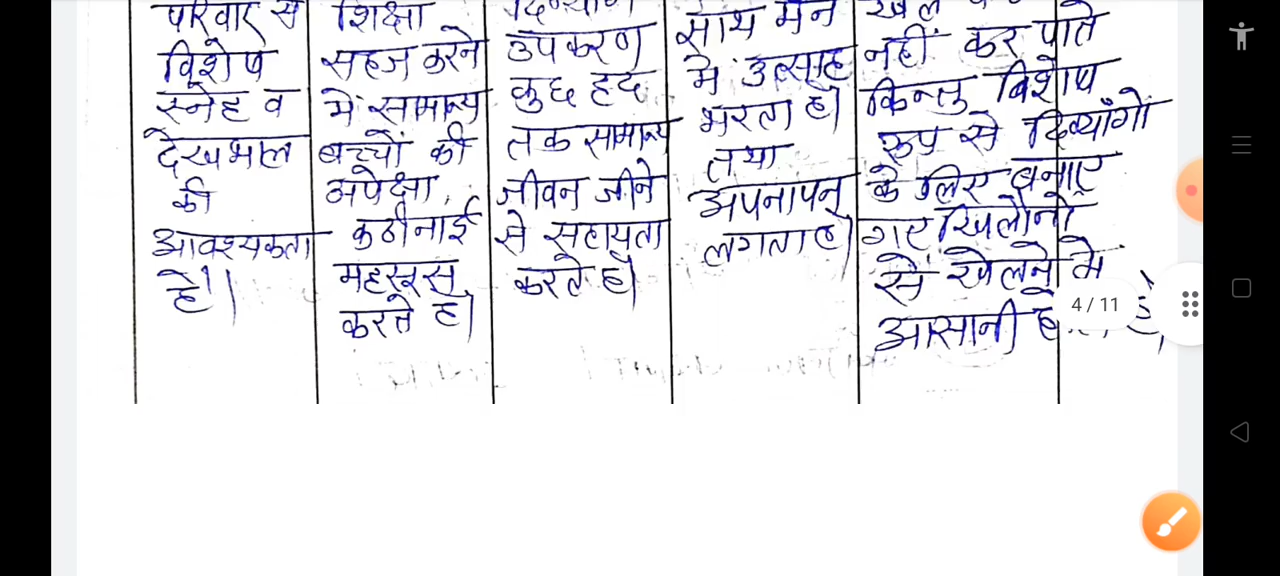 परिवार से
विशेष
स्नेह व
देखभाल
की
आवश्यकता
है।
शिक्षा
सहज करने
में सामान्य
बच्चों की
अपेक्षा
कठीनाई
महसूस
करते है।
उपकरण
कुछ हद
तक सामान्य
जीवन जीने
से सहायता
करते है।
साथ मन
मे उत्साह
भरता है।
तथा
अपनापन
लगता है।
खेल
नहीं कर पाते
किन्तु विशेष
रूप से दिव्याँगों
के लिए बनाए
गए खिलौनो
से खेलने मे
आसानी
4/11